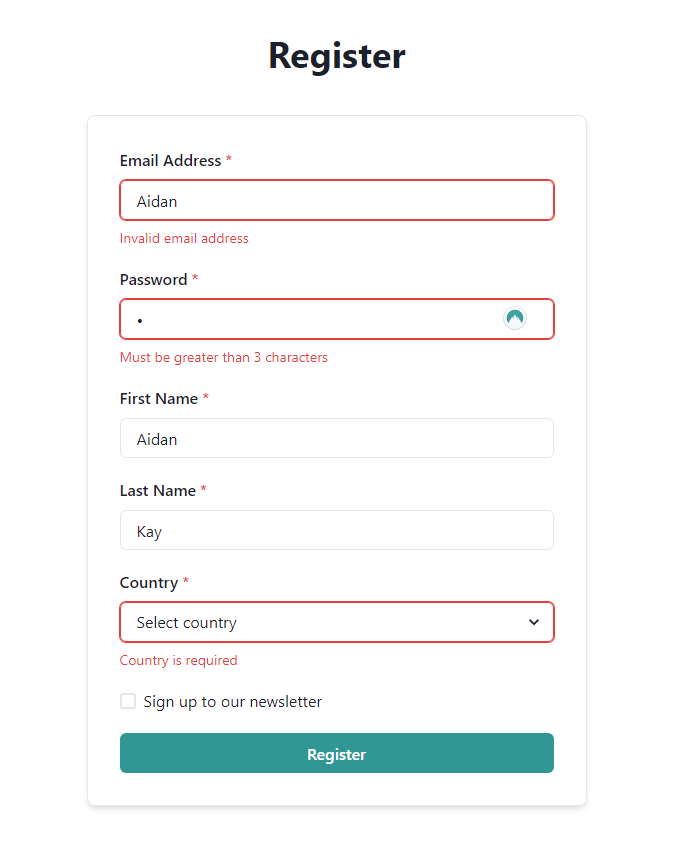 Register
Email Address *
Aidan
Invalid email address
Password *
•
Must be greater than 3 characters
First Name *
Aidan
Last Name *
Kay
Country *
Select country
Country is required
Sign up to our newsletter
Register